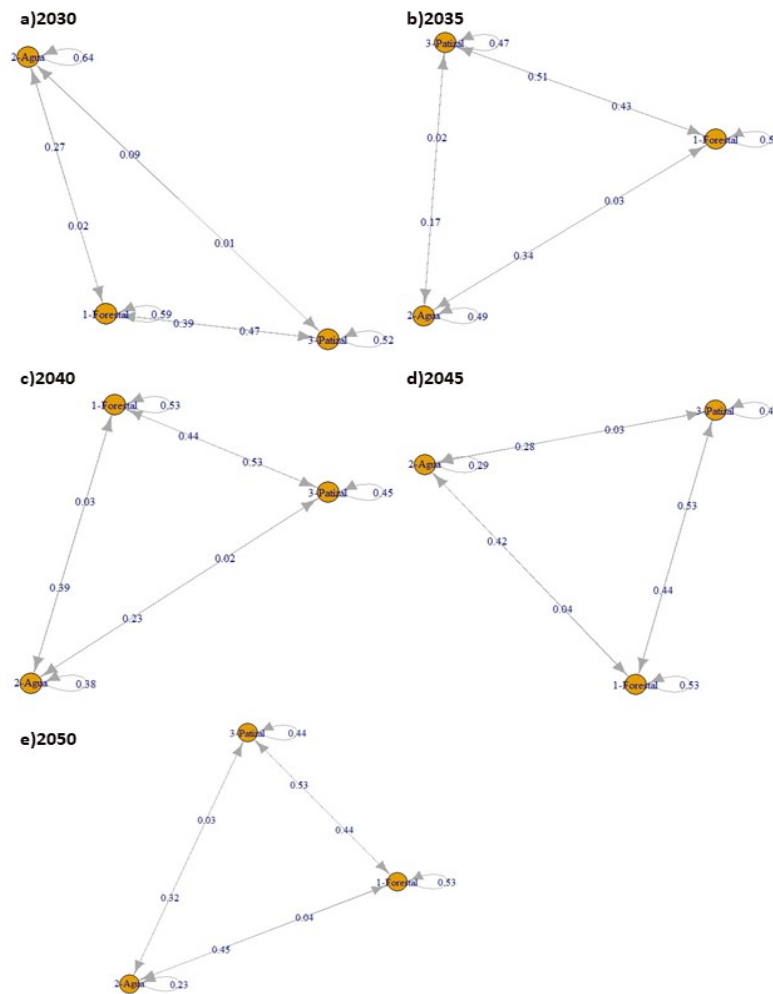 a)2030
2-Agua
0.64
0.27
0.09
0.02
0.01
1-Forestal
0.59
0.39
0.47
3-Patizal
0.52
b)2035
3-Patizal
0.47
0.51
0.43
1-Forestal
0.02
0.03
0.17
0.34
2-Agua
0.49
c)2040
1-Forestal
0.53
0.44
0.53
3-Patizal
0.45
0.03
0.02
0.39
0.23
2-Agua
0.38
d)2045
3-Patizal
0.03
0.28
2-Agua
0.29
0.53
0.42
0.44
0.04
1-Forestal
0.53
e)2050
3-Patizal
0.44
0.53
0.03
0.44
1-Forestal
0.53
0.32
0.04
0.45
2-Agua
0.23